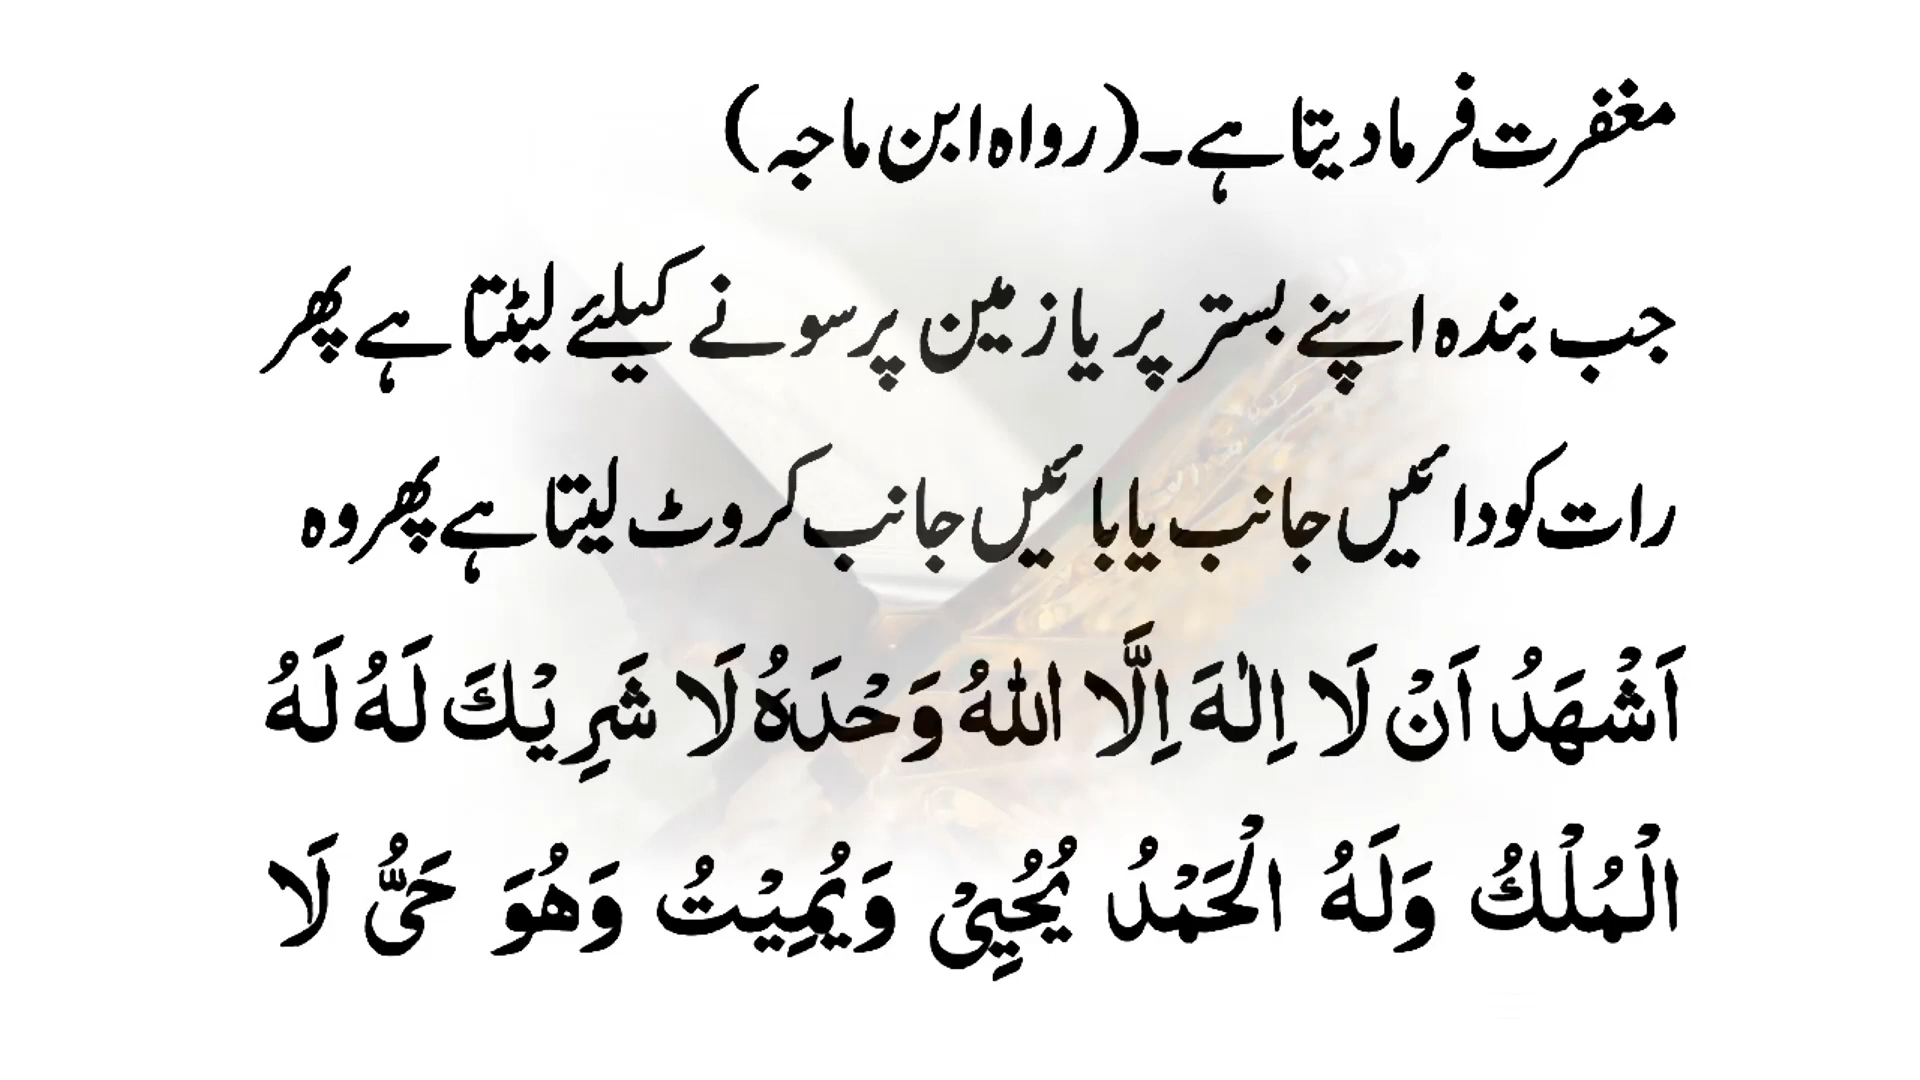 مغفرت فرما دیتا ہے۔ (رواہ ابن ماجہ)
جب بندہ اپنے بستر پر یا زمین پر سونے کیلئے لیٹتا ہے پھر
رات کو دائیں جانب یا بائیں جانب کروٹ لیتا ہے پھر وہ
اَشْهَدُ اَنْ لَا اِلٰهَ اِلَّا اللهُ وَحْدَهُ لَا شَرِيْكَ لَهُ لَهُ
الْمُلْكُ وَلَهُ الْحَمْدُ يُحْيِيْ وَيُمِيْتُ وَهُوَ حَيٌّ لَا